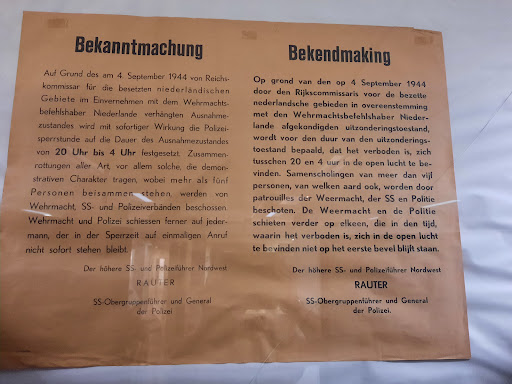 Bekanntmachung
Auf Grund des am 4. September 1944 von Reichs-
kommissar für die besetzten niederländischen
Gebiete im Einvernehmen mit dem Wehrmachts-
befehlshaber Niederlande verhängten Ausnahme-
zustandes wird mit sofortiger Wirkung die Polizei-
sperrstunde auf die Dauer des Ausnahmezustandes
von 20 Uhr bis 4 Uhr festgesetzt. Zusammen-
rottungen aller Art, vor allem solche, die demon-
strativen Charakter tragen, wobei mehr als fünf
Personen beisammen stehen, werden von
Wehrmacht, SS- und Polizeiverbänden beschossen.
Wehrmacht und Polizei schiessen ferner auf jeder-
mann, der in der Sperrzeit auf einmaligen Anruf
nicht sofort stehen bleibt.
Der höhere SS- und Polizeiführer Nordwest
RAUTER
SS-Obergruppenführer und General
der Polizei
Bekendmaking
Op grond van den op 4 September 1944
door den Rijkscommissaris voor de bezette
nederlandsche gebieden in overeenstemming
met den Wehrmachtsbefehlshaber Nieder-
lande afgekondigden uitzonderingstoestand,
wordt voor den duur van den uitzonderings-
toestand bepaald, dat het verboden is, zich
tusschen 20 en 4 uur in de open lucht te be-
vinden. Samenscholingen van meer dan vijf
personen, van welken aard ook, worden door
patrouilles der Weermacht, der SS en Politie
beschoten. De Weermacht en de Politie
schieten verder op elkeen, die in den tijd,
waarin het verboden is, zich in de open lucht
te bevinden niet op het eerste bevel blijft staan.
Der höhere SS- und Polizeiführer Nordwest
RAUTER
SS-Obergruppenführer und General
der Polizei.